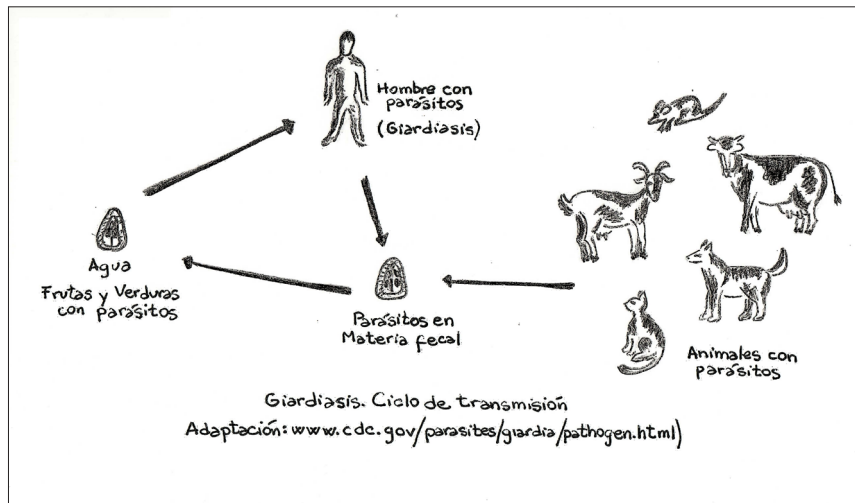 Hombre con
parásitos
(Giardiasis)
Agua
Frutas y Verduras
con parásitos
Parásitos en
Materia fecal
Animales con
parásitos
Giardiasis. Ciclo de transmisión
Adaptación: www.cdc.gov/parasites/giardia/pathogen.html)